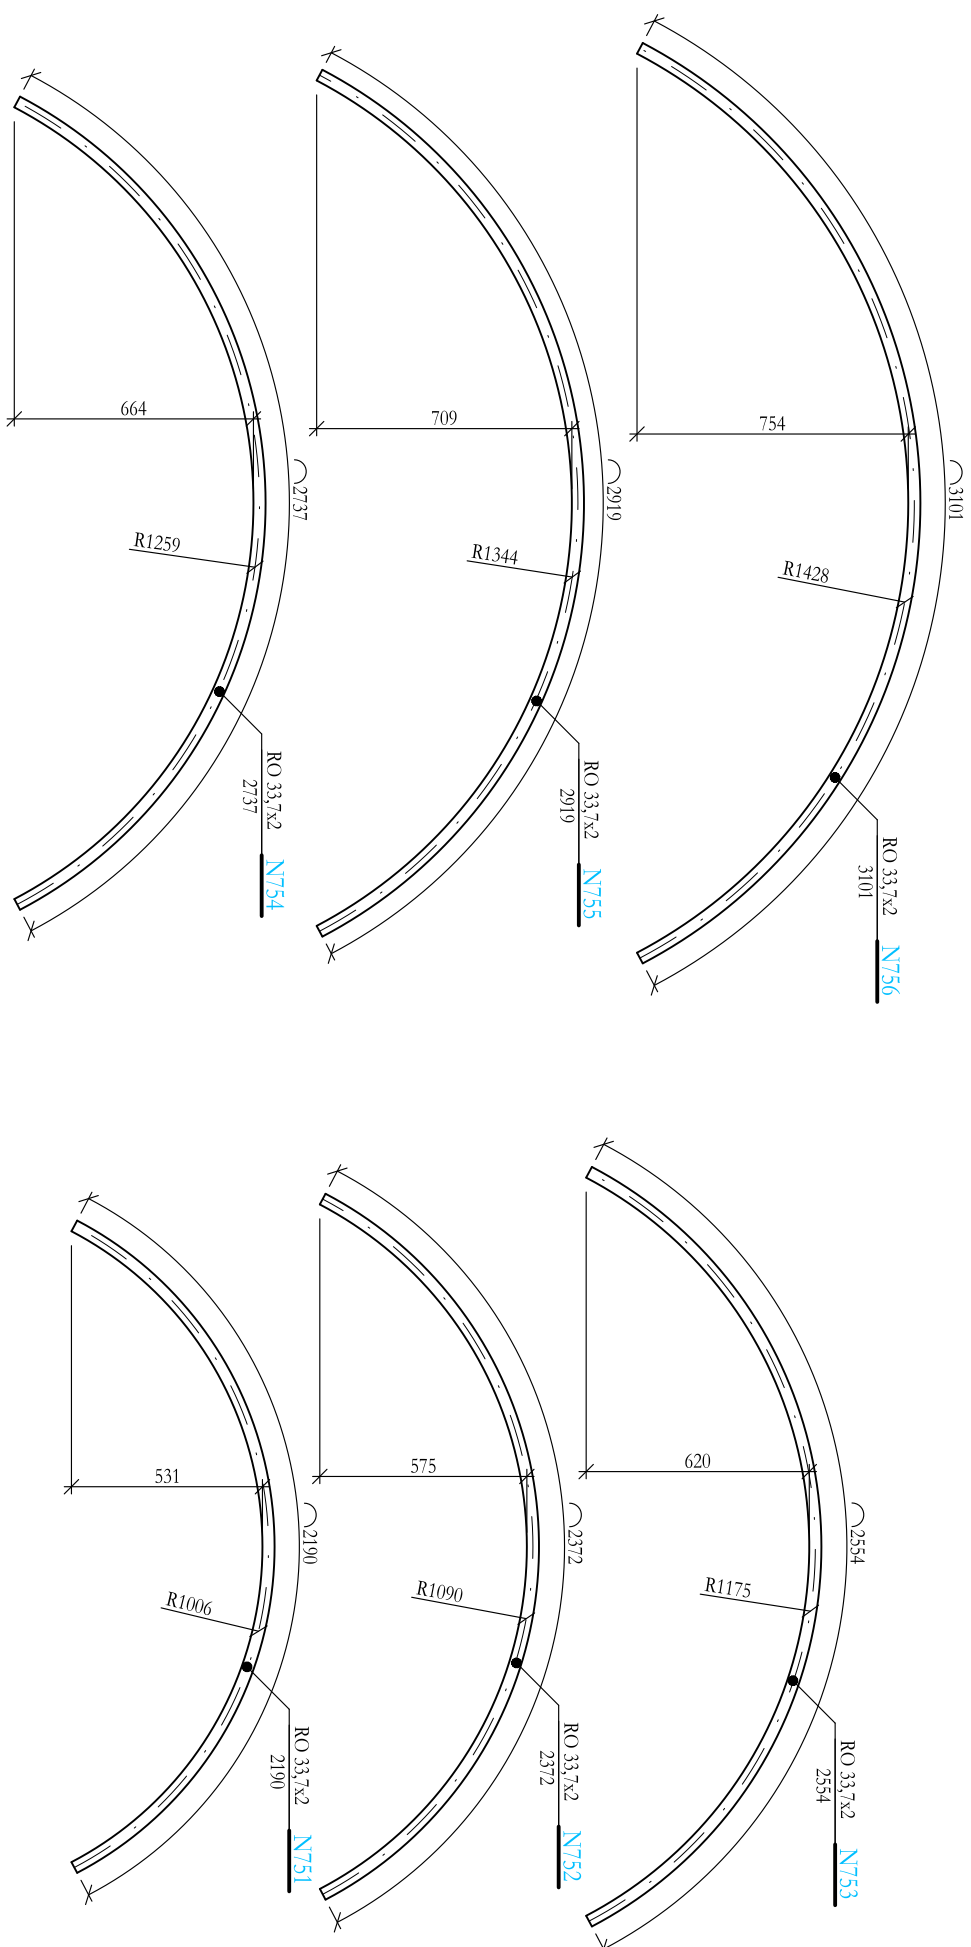 754
3101
R1428
RO 33,7x2
3101
N756
709
2919
R1344
RO 33,7x2
2919
N755
664
2737
R1259
RO 33,7x2
2737
N754
620
2554
R1175
RO 33,7x2
2554
N753
575
2372
R1090
RO 33,7x2
2372
N752
531
2190
R1006
RO 33,7x2
2190
N751